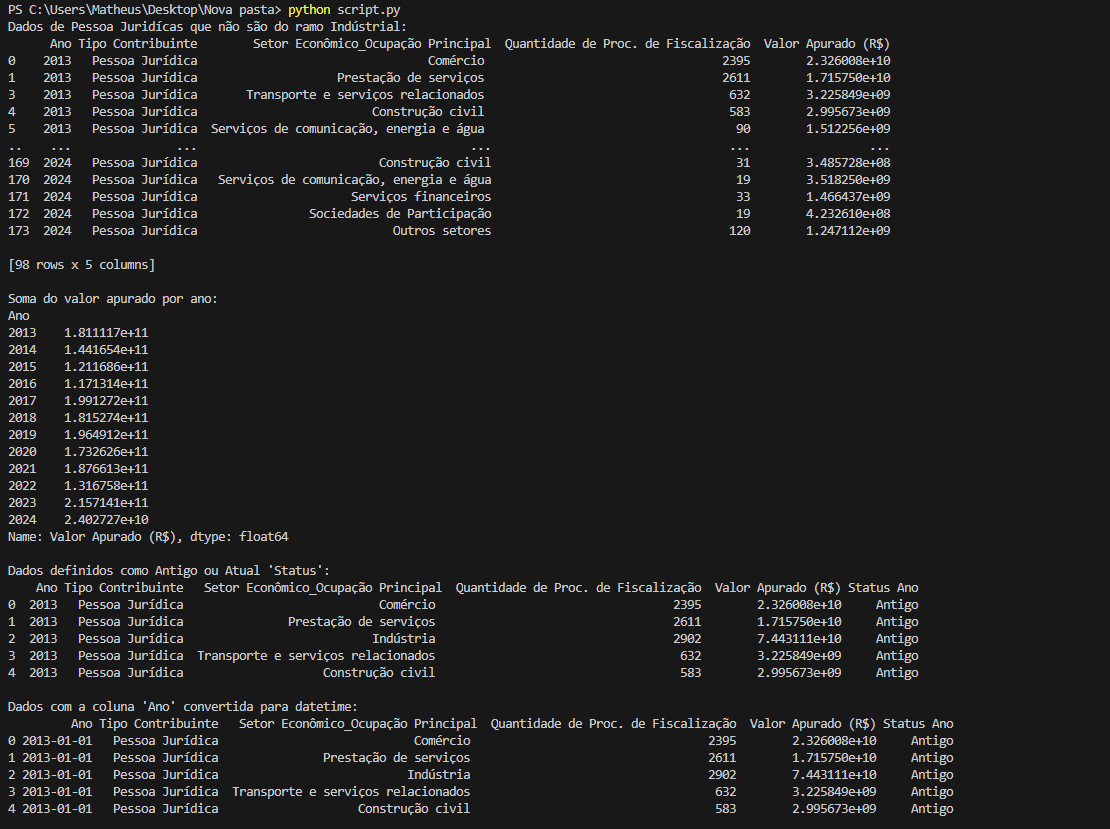 PS C:\Users\Matheus\Desktop\Nova pasta> python script.py
Dados de Pessoa Juridícas que não são do ramo Indústrial:
Ano Tipo Contribuinte Setor Econômico_Ocupação Principal Quantidade de Proc. de Fiscalização Valor Apurado (R$)
0 2013 Pessoa Jurídica Comércio 2395 2.326008e+10
1 2013 Pessoa Jurídica Prestação de serviços 2611 1.715750e+10
3 2013 Pessoa Jurídica Transporte e serviços relacionados 632 3.225849e+09
4 2013 Pessoa Jurídica Construção civil 583 2.995673e+09
5 2013 Pessoa Jurídica Serviços de comunicação, energia e água 90 1.512256e+09
.. ... ... ... ... ...
169 2024 Pessoa Jurídica Construção civil 31 3.485728e+08
170 2024 Pessoa Jurídica Serviços de comunicação, energia e água 19 3.518250e+09
171 2024 Pessoa Jurídica Serviços financeiros 33 1.466437e+09
172 2024 Pessoa Jurídica Sociedades de Participação 19 4.232610e+08
173 2024 Pessoa Jurídica Outros setores 120 1.247112e+09
[98 rows x 5 columns]
Soma do valor apurado por ano:
Ano
2013 1.811117e+11
2014 1.441654e+11
2015 1.211686e+11
2016 1.171314e+11
2017 1.991272e+11
2018 1.815274e+11
2019 1.964912e+11
2020 1.732626e+11
2021 1.876613e+11
2022 1.316758e+11
2023 2.157141e+11
2024 2.402727e+10
Name: Valor Apurado (R$), dtype: float64
Dados definidos como Antigo ou Atual 'Status':
Ano Tipo Contribuinte Setor Econômico_Ocupação Principal Quantidade de Proc. de Fiscalização Valor Apurado (R$) Status Ano
0 2013 Pessoa Jurídica Comércio 2395 2.326008e+10 Antigo
1 2013 Pessoa Jurídica Prestação de serviços 2611 1.715750e+10 Antigo
2 2013 Pessoa Jurídica Indústria 2902 7.443111e+10 Antigo
3 2013 Pessoa Jurídica Transporte e serviços relacionados 632 3.225849e+09 Antigo
4 2013 Pessoa Jurídica Construção civil 583 2.995673e+09 Antigo
Dados com a coluna 'Ano' convertida para datetime:
Ano Tipo Contribuinte Setor Econômico_Ocupação Principal Quantidade de Proc. de Fiscalização Valor Apurado (R$) Status Ano
0 2013-01-01 Pessoa Jurídica Comércio 2395 2.326008e+10 Antigo
1 2013-01-01 Pessoa Jurídica Prestação de serviços 2611 1.715750e+10 Antigo
2 2013-01-01 Pessoa Jurídica Indústria 2902 7.443111e+10 Antigo
3 2013-01-01 Pessoa Jurídica Transporte e serviços relacionados 632 3.225849e+09 Antigo
4 2013-01-01 Pessoa Jurídica Construção civil 583 2.995673e+09 Antigo